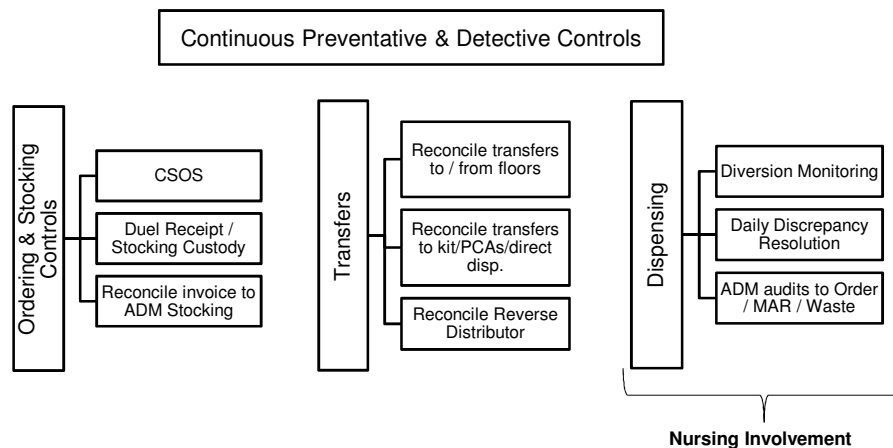 Continuous Preventative & Detective Controls
Ordering & Stocking
Controls
CSOS
Duel Receipt /
Stocking Custody
Reconcile invoice to
ADM Stocking
Transfers
Reconcile transfers
to / from floors
Reconcile transfers
to kit/PCAs/direct
disp.
Reconcile Reverse
Distributor
Dispensing
Diversion Monitoring
Daily Discrepancy
Resolution
ADM audits to Order
/ MAR / Waste
Nursing Involvement